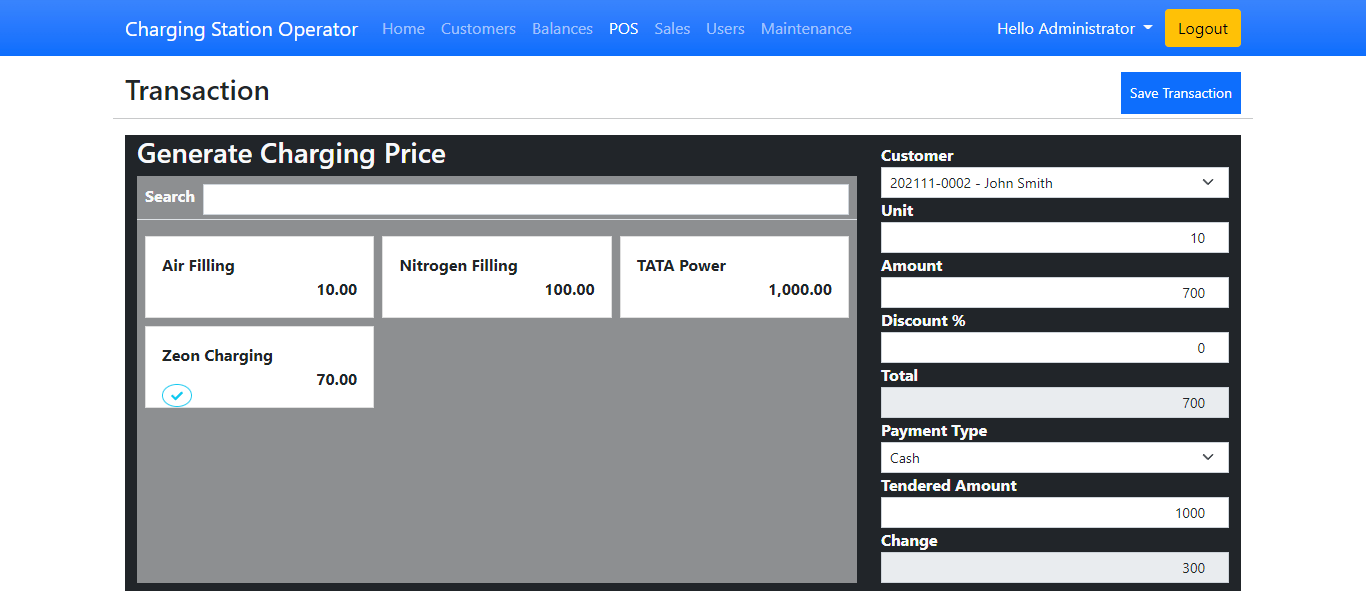 Charging Station Operator Home Customers Balances POS Sales Users Maintenance Hello Administrator Logout
Transaction
Save Transaction
Generate Charging Price
Search
Air Filling
10.00
Nitrogen Filling
100.00
TATA Power
1,000.00
Zeon Charging
70.00
Customer
202111-0002 - John Smith
Unit
10
Amount
700
Discount %
0
Total
700
Payment Type
Cash
Tendered Amount
1000
Change
300